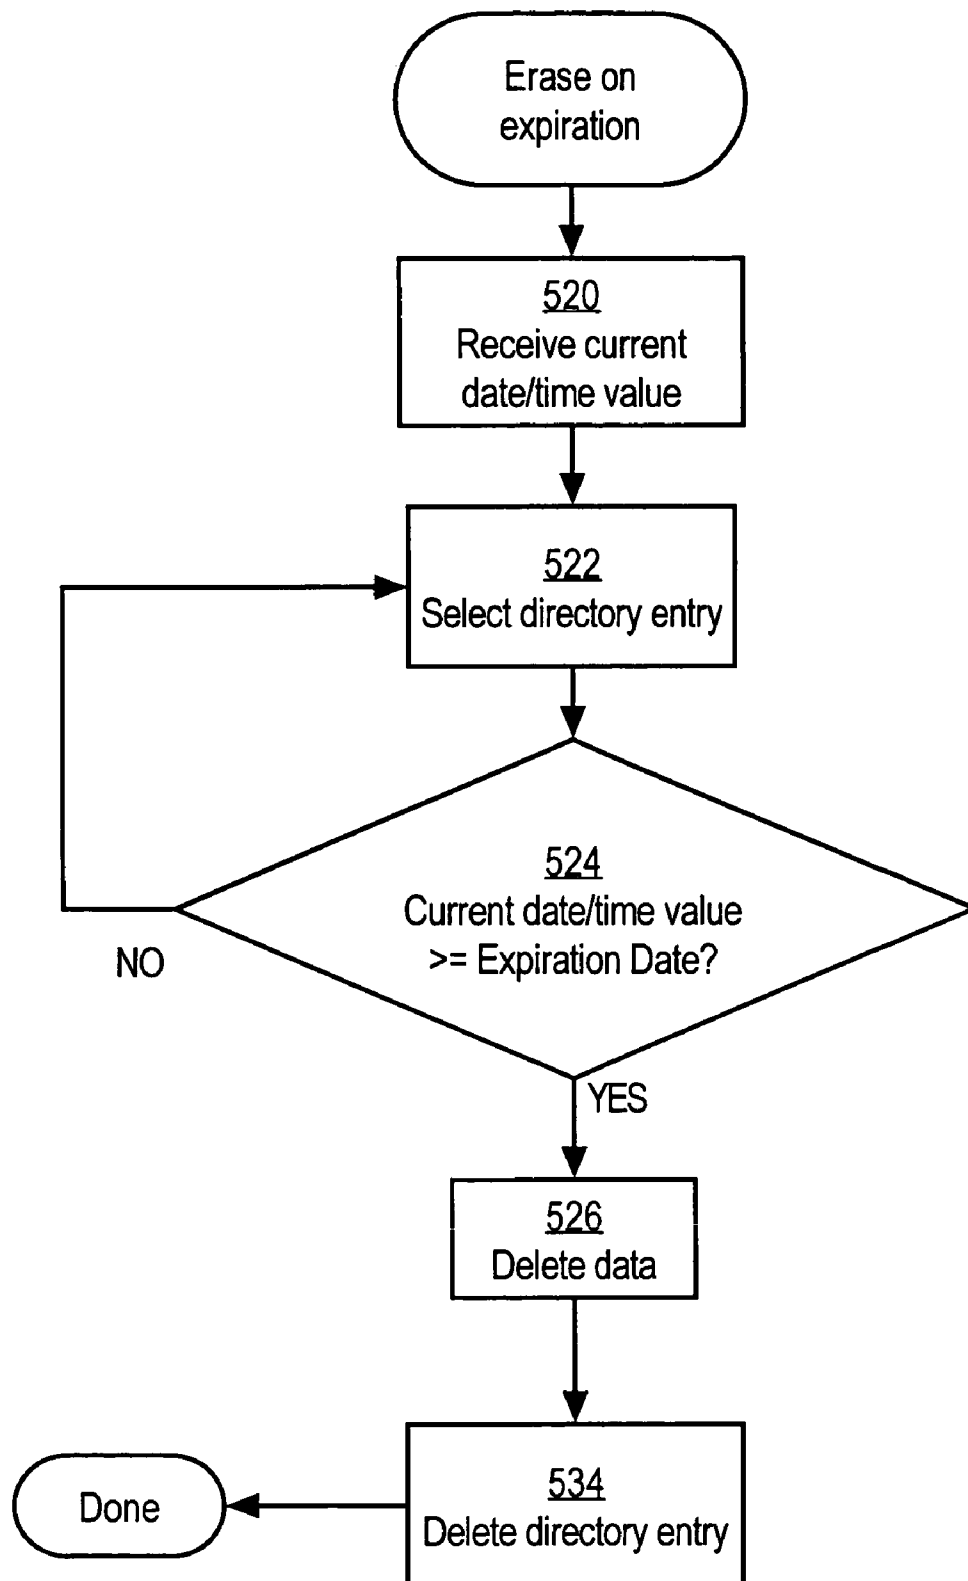 Erase on
expiration
520
Receive current
date/time value
522
Select directory entry
524
Current date/time value
>= Expiration Date?
NO
YES
526
Delete data
534
Delete directory entry
Done